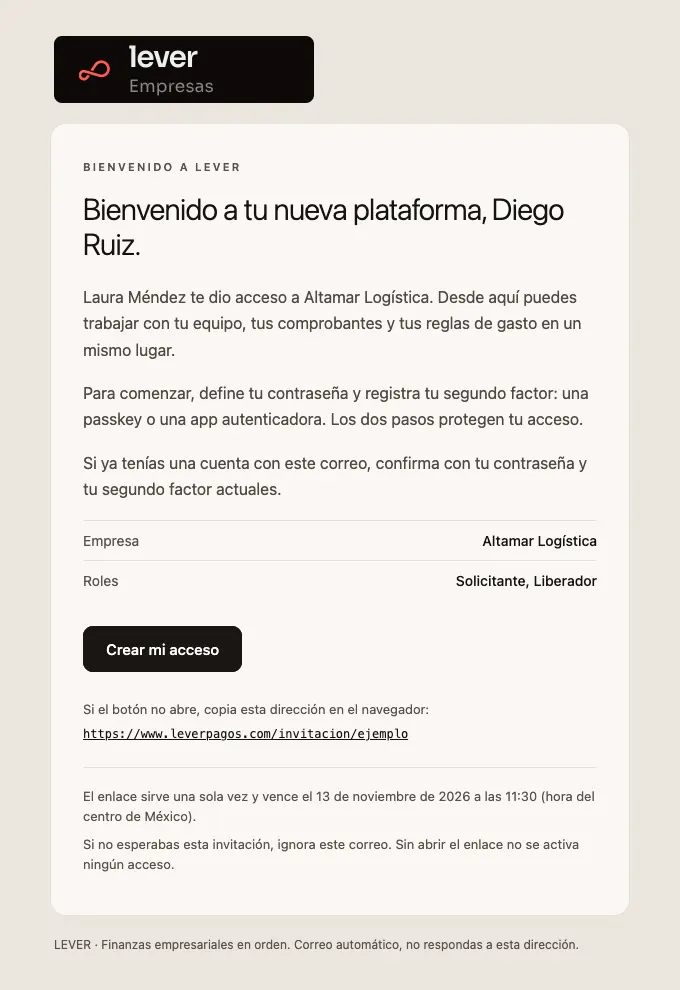 lever
Empresas
BIENVENIDO A LEVER
Bienvenido a tu nueva plataforma, Diego
Ruiz.
Laura Méndez te dio acceso a Altamar Logística. Desde aquí puedes
trabajar con tu equipo, tus comprobantes y tus reglas de gasto en un
mismo lugar.
Para comenzar, define tu contraseña y registra tu segundo factor: una
passkey o una app autenticadora. Los dos pasos protegen tu acceso.
Si ya tenías una cuenta con este correo, confirma con tu contraseña y
tu segundo factor actuales.
Empresa Altamar Logística
Roles Solicitante, Liberador
Crear mi acceso
Si el botón no abre, copia esta dirección en el navegador:
https://www.leverpagos.com/invitacion/ejemplo
El enlace sirve una sola vez y vence el 13 de noviembre de 2026 a las 11:30 (hora del
centro de México).
Si no esperabas esta invitación, ignora este correo. Sin abrir el enlace no se activa
ningún acceso.
LEVER · Finanzas empresariales en orden. Correo automático, no respondas a esta dirección.